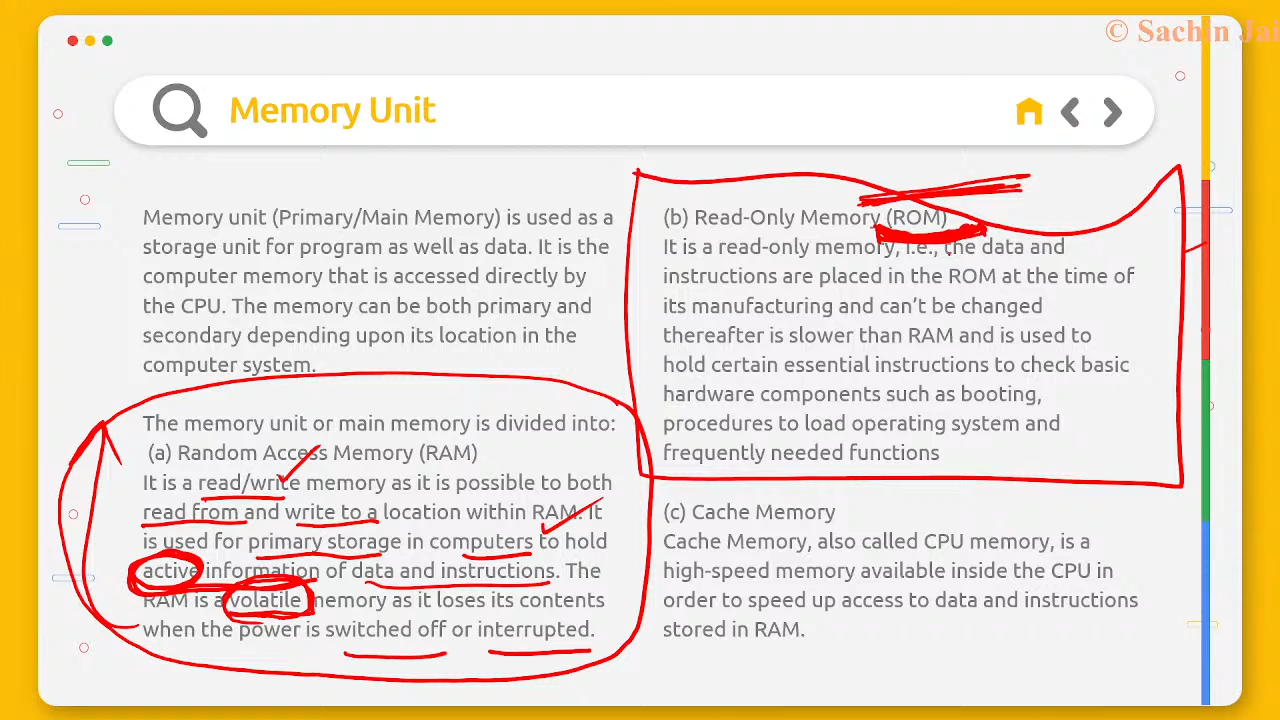 © Sachin Jai
Memory Unit
Memory unit (Primary/Main Memory) is used as a
storage unit for program as well as data. It is the
computer memory that is accessed directly by
the CPU. The memory can be both primary and
secondary depending upon its location in the
computer system.
The memory unit or main memory is divided into:
(a) Random Access Memory (RAM)
It is a read/write memory as it is possible to both
read from and write to a location within RAM. It
is used for primary storage in computers to hold
active information of data and instructions. The
RAM is a volatile memory as it loses its contents
when the power is switched off or interrupted.
(b) Read-Only Memory (ROM)
It is a read-only memory, i.e., the data and
instructions are placed in the ROM at the time of
its manufacturing and can’t be changed
thereafter is slower than RAM and is used to
hold certain essential instructions to check basic
hardware components such as booting,
procedures to load operating system and
frequently needed functions
(c) Cache Memory
Cache Memory, also called CPU memory, is a
high-speed memory available inside the CPU in
order to speed up access to data and instructions
stored in RAM.